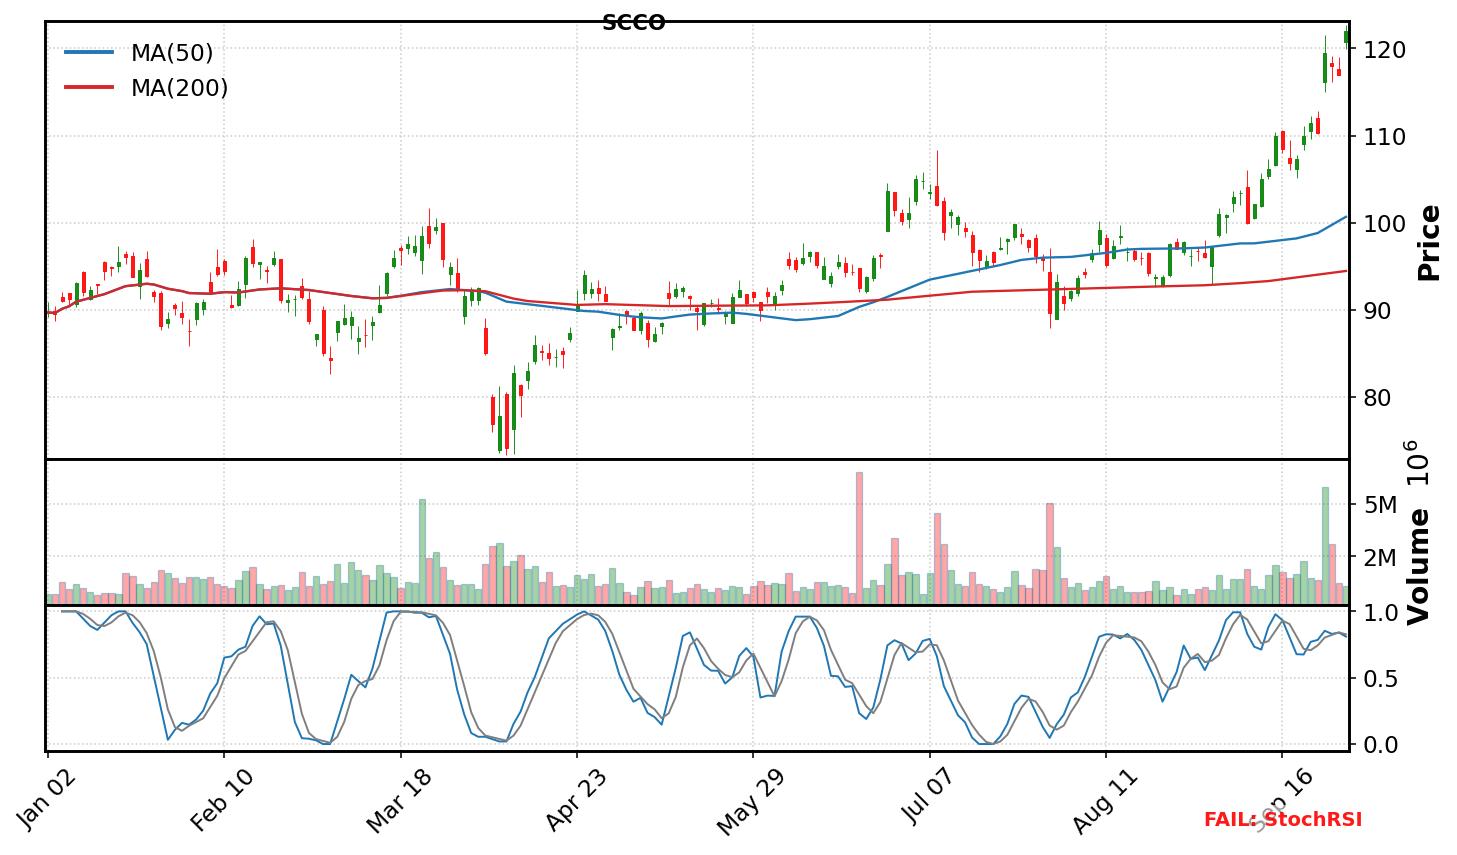 SCCO
MA(50)
MA(200)
120
110
100
90
80
Price
10^6
5M
2M
Volume
1.0
0.5
0.0
Jan 02
Feb 10
Mar 18
Apr 23
May 29
Jul 07
Aug 11
Sep 16
FAIL: StochRSI